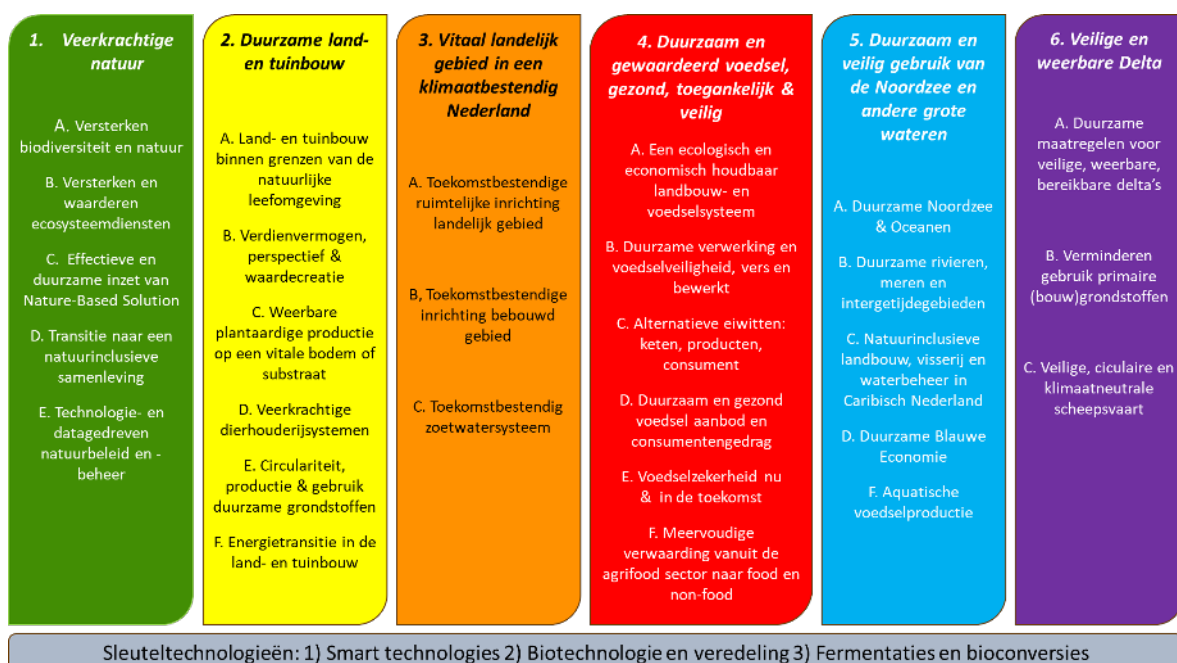 1. Veerkrachtige
natuur
A. Versterken
biodiversiteit en natuur
B. Versterken en
waarderen
ecosysteemdiensten
C. Effectieve en
duurzame inzet van
Nature-Based Solution
D. Transitie naar een
natuurinclusieve
samenleving
E. Technologie- en
datagedreven
natuurbeleid en -
beheer
2. Duurzame land-
en tuinbouw
A. Land- en tuinbouw
binnen grenzen van de
natuurlijke
leefomgeving
B. Verdienvermogen,
perspectief &
waardecreatie
C. Weerbare
plantaardige productie
op een vitale bodem of
substraat
D. Veerkrachtige
dierhouderijsystemen
E. Circulariteit,
productie & gebruik
duurzame grondstoffen
F. Energietransitie in de
land- en tuinbouw
3. Vitaal landelijk
gebied in een
klimaatbestendig
Nederland
A. Toekomstbestendige
ruimtelijke inrichting
landelijk gebied
B, Toekomstbestendige
inrichting bebouwd
gebied
C. Toekomstbestendig
zoetwatersysteem
4. Duurzaam en
gewaardeerd voedsel,
gezond, toegankelijk &
veilig
A. Een ecologisch en
economisch houdbaar
landbouw- en
voedselsysteem
B. Duurzame verwerking en
voedselveiligheid, vers en
bewerkt
C. Alternatieve eiwitten:
keten, producten,
consument
D. Duurzaam en gezond
voedsel aanbod en
consumentengedrag
E. Voedselzekerheid nu
& in de toekomst
F. Meervoudige
verwaarding vanuit de
agrifood sector naar food en
non-food
5. Duurzaam en
veilig gebruik van
de Noordzee en
andere grote
wateren
A. Duurzame Noordzee
& Oceanen
B. Duurzame rivieren,
meren en
intergetijdegebieden
C. Natuurinclusieve
landbouw, visserij en
waterbeheer in
Caribisch Nederland
D. Duurzame Blauwe
Economie
F. Aquatische
voedselproductie
6. Veilige en
weerbare Delta
A. Duurzame
maatregelen voor
veilige, weerbare,
bereikbare delta's
B. Verminderen
gebruik primaire
(bouw)grondstoffen
C. Veilige, ciculaire en
klimaatneutrale
scheepsvaart
Sleuteltechnologieën: 1) Smart technologies 2) Biotechnologie en veredeling 3) Fermentaties en bioconversies